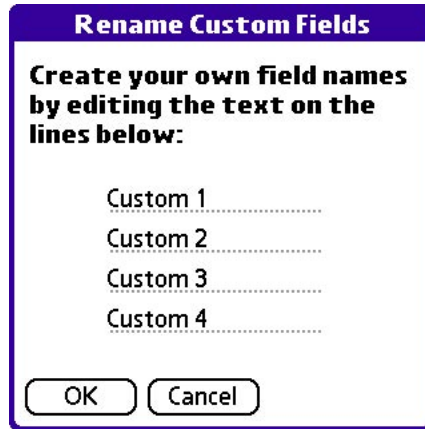 Rename Custom Fields
Create your own field names
by editing the text on the
lines below:
Custom 1
Custom 2
Custom 3
Custom 4
OK Cancel